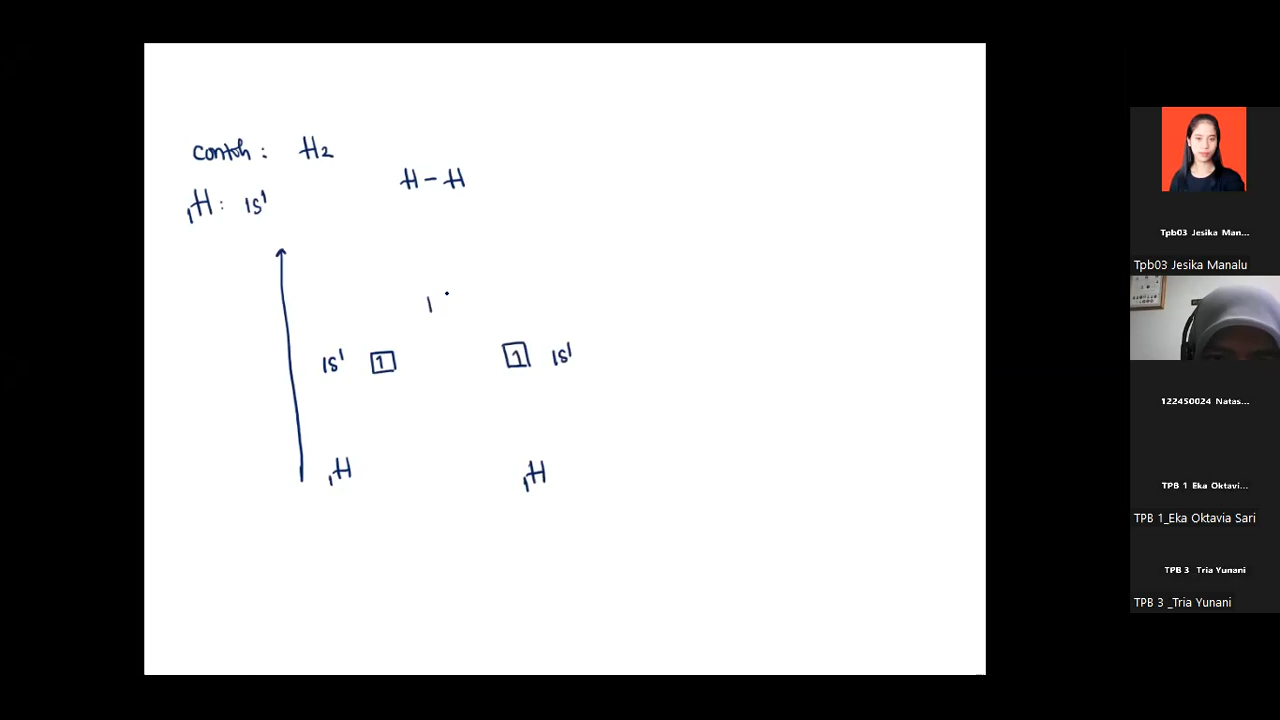 Contoh : H2
H - H
1H : 1s1
1s1 1 1 1s1
1H 1H
Tpb03 Jesika Man...
Tpb03 Jesika Manalu
122450024 Natas...
TPB 1 Eka Oktavi...
TPB 1_Eka Oktavia Sari
TPB 3 Tria Yunani
TPB 3 _Tria Yunani